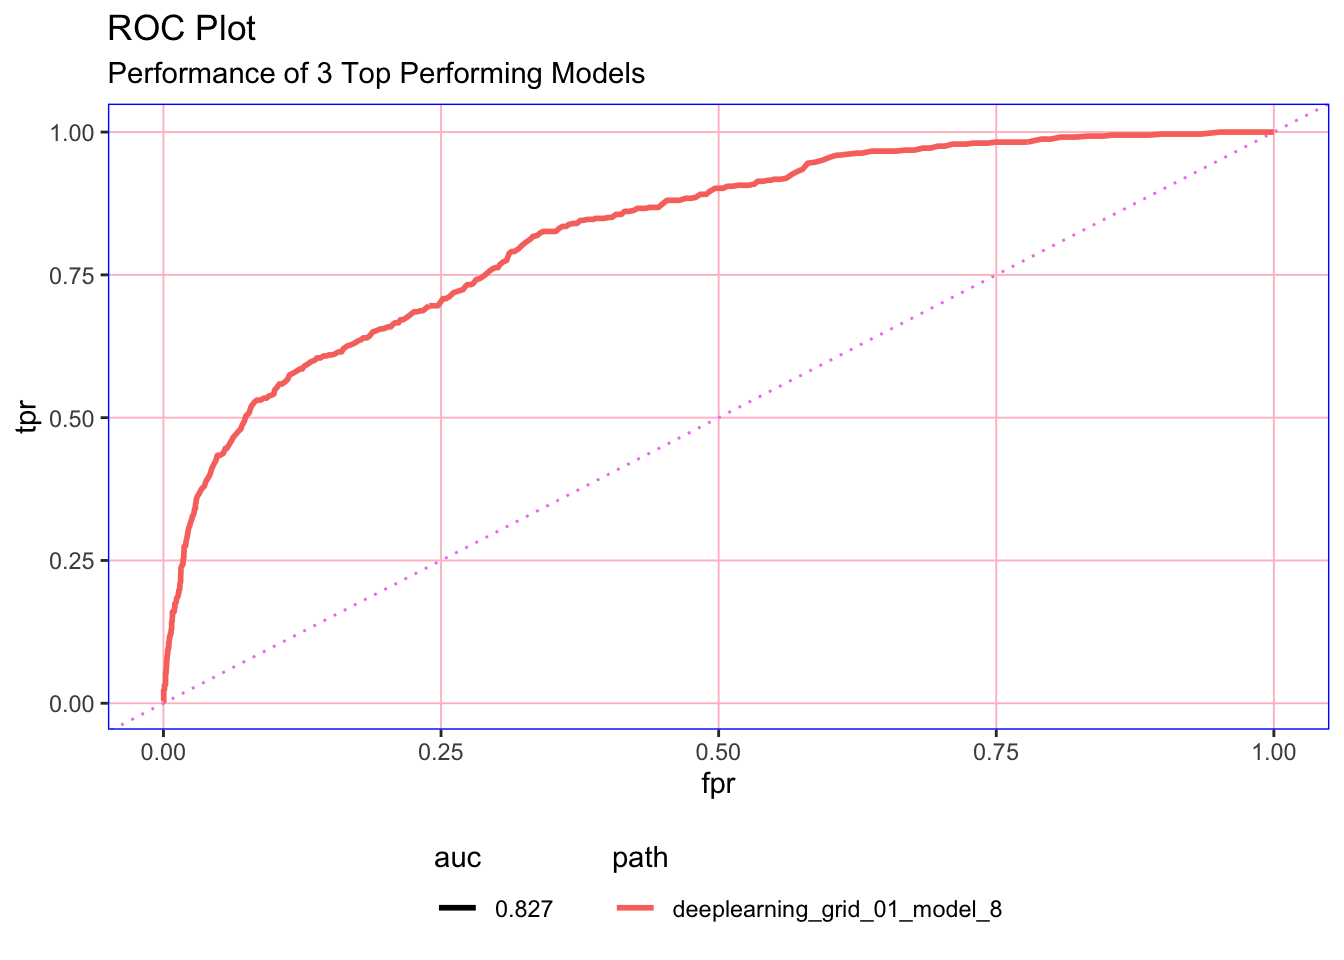 ROC Plot
Performance of 3 Top Performing Models
1.00
0.75
0.50
0.25
0.00
tpr
0.00 0.25 0.50 0.75 1.00
fpr
auc path
0.827 deeplearning_grid_01_model_8